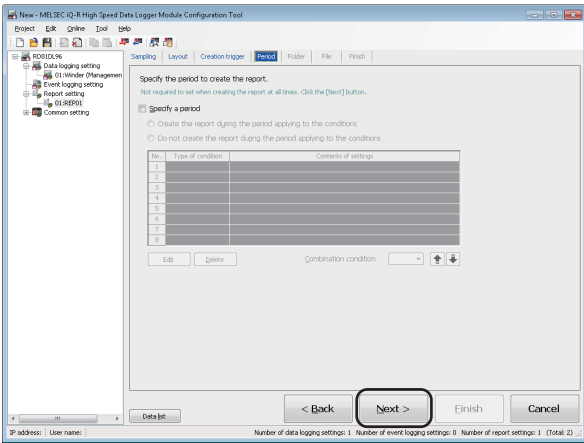 New - MELSEC iQ-R High Speed Data Logger Module Configuration Tool
Project Edit Online Tool Help
RD81DL96
Data logging setting
01:Winder (Managemen
Event logging setting
Report setting
01:REP01
Common setting
Sampling Layout Creation trigger Period Folder File Finish
Specify the period to create the report.
Not required to set when creating the report at all times. Click the [Next] button.
Specify a period
Create the report during the period applying to the conditions
Do not create the report during the period applying to the conditions
No. Type of condition Contents of settings
1
2
3
4
5
6
7
8
Edit Delete Combination condition
Data list
< Back Next > Finish Cancel
IP address: User name: Number of data logging settings: 1 Number of event logging settings: 0 Number of report settings: 1 (Total: 2)